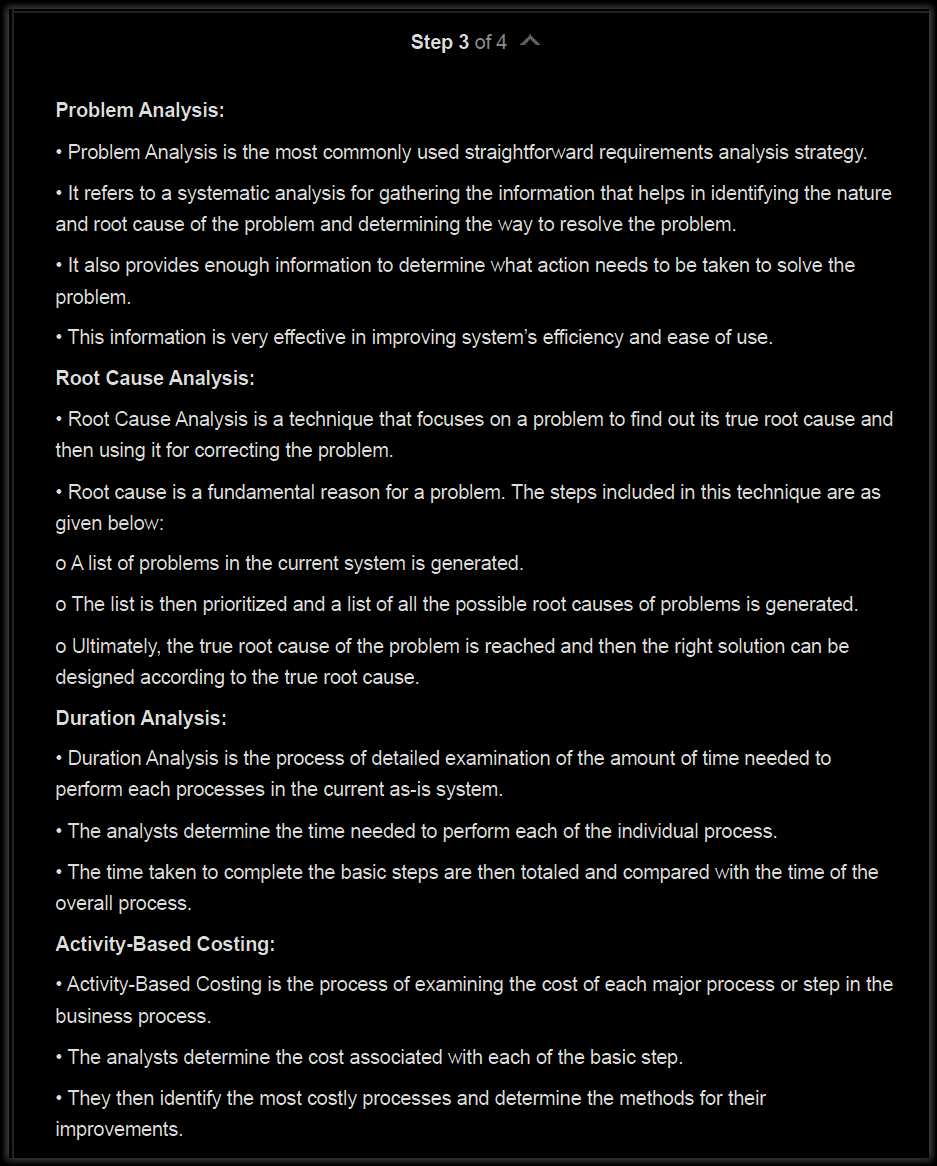 Step 3 of 4
Problem Analysis:
• Problem Analysis is the most commonly used straightforward requirements analysis strategy.
• It refers to a systematic analysis for gathering the information that helps in identifying the nature
and root cause of the problem and determining the way to resolve the problem.
• It also provides enough information to determine what action needs to be taken to solve the
problem.
• This information is very effective in improving system’s efficiency and ease of use.
Root Cause Analysis:
• Root Cause Analysis is a technique that focuses on a problem to find out its true root cause and
then using it for correcting the problem.
• Root cause is a fundamental reason for a problem. The steps included in this technique are as
given below:
o A list of problems in the current system is generated.
o The list is then prioritized and a list of all the possible root causes of problems is generated.
o Ultimately, the true root cause of the problem is reached and then the right solution can be
designed according to the true root cause.
Duration Analysis:
• Duration Analysis is the process of detailed examination of the amount of time needed to
perform each processes in the current as-is system.
• The analysts determine the time needed to perform each of the individual process.
• The time taken to complete the basic steps are then totaled and compared with the time of the
overall process.
Activity-Based Costing:
• Activity-Based Costing is the process of examining the cost of each major process or step in the
business process.
• The analysts determine the cost associated with each of the basic step.
• They then identify the most costly processes and determine the methods for their
improvements.